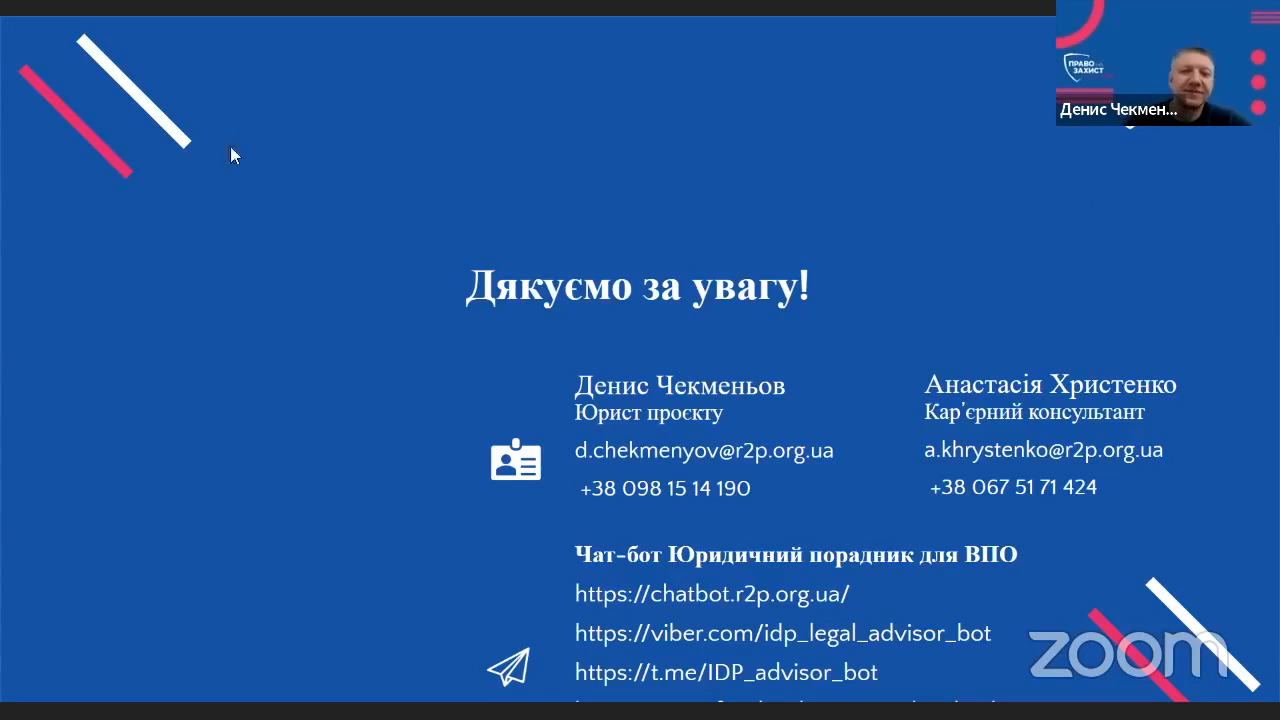 ПРАВО НА
ЗАХИСТ
Денис Чекмен...
Дякуємо за увагу!
Денис Чекменьов
Юрист проєкту
d.chekmenyov@r2p.org.ua
+38 098 15 14 190
Анастасія Христенко
Кар'єрний консультант
a.khrystenko@r2p.org.ua
+38 067 51 71 424
Чат-бот Юридичний порадник для ВПО
https://chatbot.r2p.org.ua/
https://viber.com/idp_legal_advisor_bot
https://t.me/IDP_advisor_bot
zoom